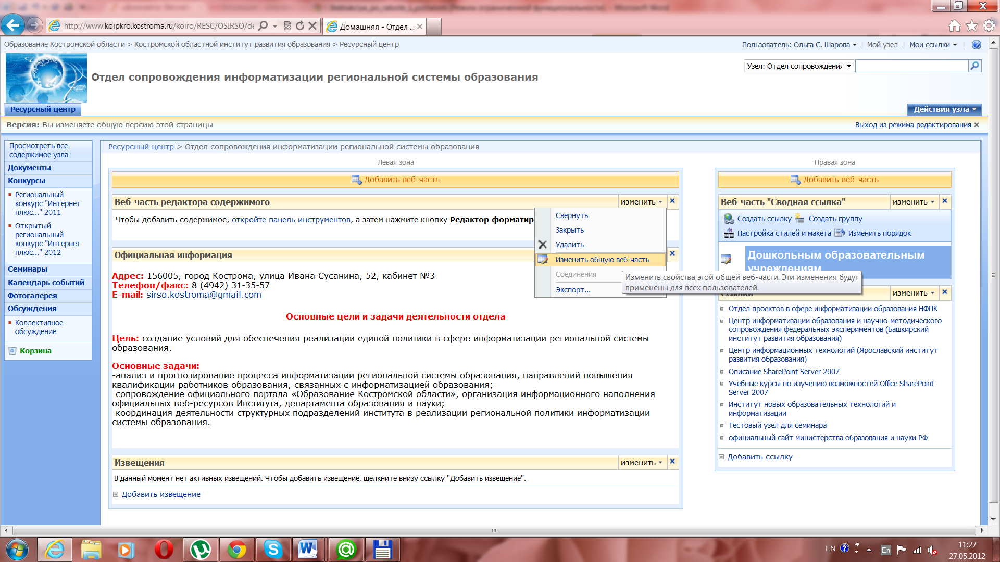 http://www.koipkro.kostroma.ru/koiro/RESC/OSIRSO/de
Домашняя - Отдел ...
Образование Костромской области > Костромской областной институт развития образования > Ресурсный центр
Пользователь: Ольга С. Шарова | Мой узел | Мои ссылки |
Узел: Отдел сопровождения
Отдел сопровождения информатизации региональной системы образования
Ресурсный центр
Действия узла
Версия: Вы изменяете общую версию этой страницы
Выход из режима редактирования
Просмотреть все
содержимое узла
Документы
Конкурсы
Региональный
конкурс "Интернет
плюс..." 2011
Открытый
региональный
конкурс "Интернет
плюс..." 2012
Семинары
Календарь событий
Фотогалерея
Обсуждения
Коллективное
обсуждение
Корзина
Ресурсный центр > Отдел сопровождения информатизации региональной системы образования
Левая зона
Добавить веб-часть
Веб-часть редактора содержимого
изменить
Чтобы добавить содержимое, откройте панель инструментов, а затем нажмите кнопку Редактор форматир
Свернуть
Закрыть
Удалить
Изменить общую веб-часть
Соединения
Экспорт...
Изменить свойства этой общей веб-части. Эти изменения будут
применены для всех пользователей.
Официальная информация
Адрес: 156005, город Кострома, улица Ивана Сусанина, 52, кабинет №3
Телефон/факс: 8 (4942) 31-35-57
E-mail: sirso.kostroma@gmail.com
Основные цели и задачи деятельности отдела
Цель: создание условий для обеспечения реализации единой политики в сфере информатизации региональной системы
образования.
Основные задачи:
-анализ и прогнозирование процесса информатизации региональной системы образования, направлений повышения
квалификации работников образования, связанных с информатизацией образования;
-сопровождение официального портала «Образование Костромской области», организация информационного наполнения
официальных веб-ресурсов Института, департамента образования и науки;
-координация деятельности структурных подразделений института в реализации региональной политики информатизации
системы образования.
Извещения
изменить
В данный момент нет активных извещений. Чтобы добавить извещение, щелкните внизу ссылку "Добавить извещение".
Добавить извещение
Правая зона
Добавить веб-часть
Веб-часть "Сводная ссылка"
изменить
Создать ссылку
Создать группу
Настройка стилей и макета
Изменить порядок
Дошкольным образовательным
учреждениям
Ссылки
изменить
Отдел проектов в сфере информатизации образования НФПК
Центр информатизации образования и научно-методического
сопровождения федеральных экспериментов (Башкирский
институт развития образования)
Центр информационных технологий (Ярославский институт
развития образования)
Описание SharePoint Server 2007
Учебные курсы по изучению возможностей Office SharePoint
Server 2007
Институт новых образовательных технологий и
информатизации
Тестовый узел для семинара
официальный сайт министерства образования и науки РФ
Добавить ссылку
EN
En
11:27
27.05.2012